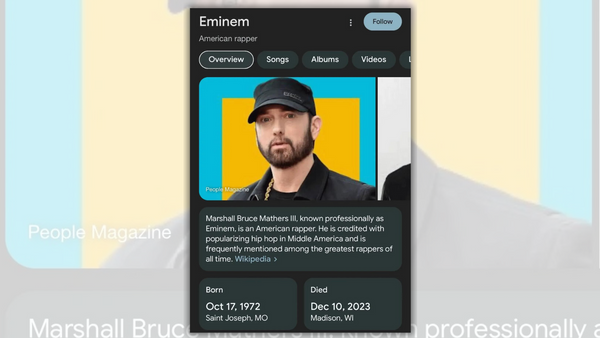 Eminem
Follow
American rapper
Overview
Songs
Albums
Videos
People Magazine
Marshall Bruce Mathers III, known professionally as
Eminem, is an American rapper. He is credited with
popularizing hip hop in Middle America and is
frequently mentioned among the greatest rappers of
all time. Wikipedia >
Born
Oct 17, 1972
Saint Joseph, MO
Died
Dec 10, 2023
Madison, WI
People Magazine
Marshall Bruce Mathers III, known professionally a